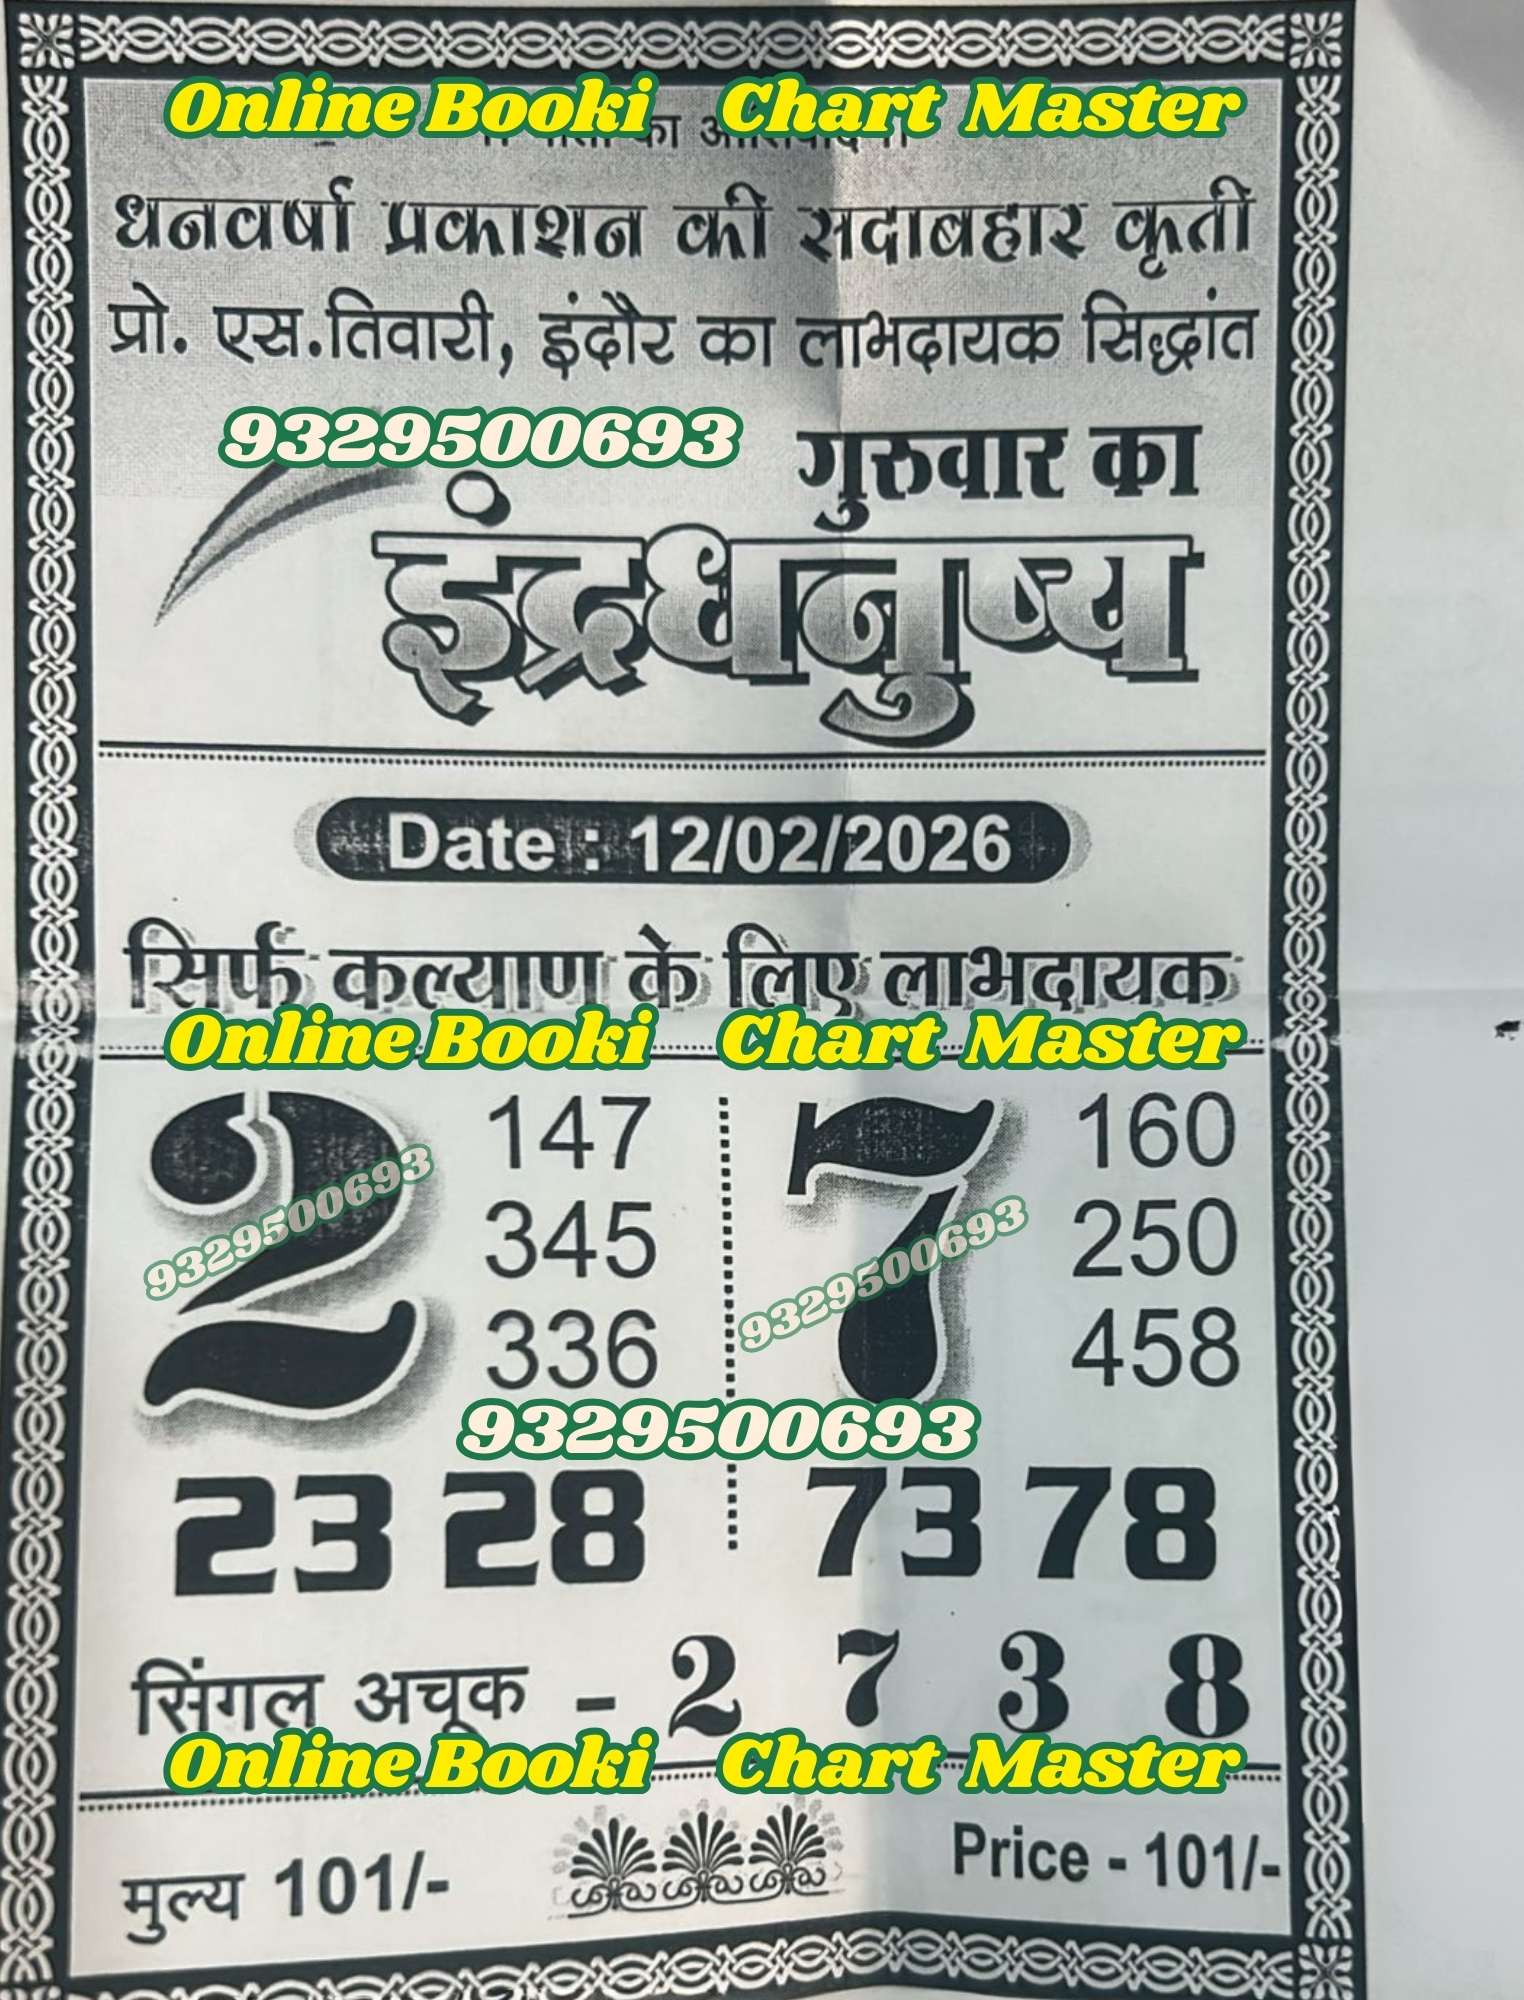 Online Booki Chart Master
धनवर्षा प्रकाशन की सदाबहार कृती
प्रो. एस.तिवारी, इंदौर का लाभदायक सिद्धांत
9329500693
गुरुवार का
इंद्रधनुष्य
Date : 12/02/2026
सिर्फ कल्याण के लिए लाभदायक
Online Booki Chart Master
2 147 7 160
345 250
336 458
9329500693 9329500693
9329500693
23 28 73 78
सिंगल अचूक - 2 7 3 8
Online Booki Chart Master
मुल्य 101/- Price - 101/-